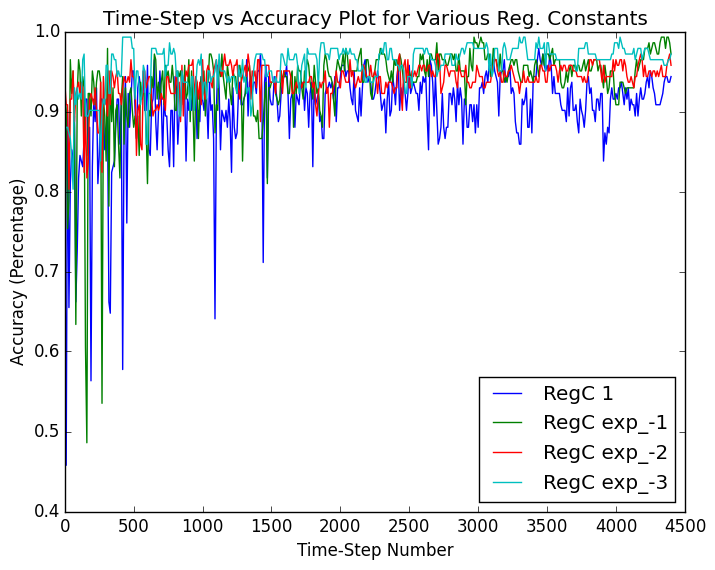 Time-Step vs Accuracy Plot for Various Reg. Constants
Accuracy (Percentage)
1.0
0.9
0.8
0.7
0.6
0.5
0.4
RegC 1
RegC exp_-1
RegC exp_-2
RegC exp_-3
0 500 1000 1500 2000 2500 3000 3500 4000 4500
Time-Step Number